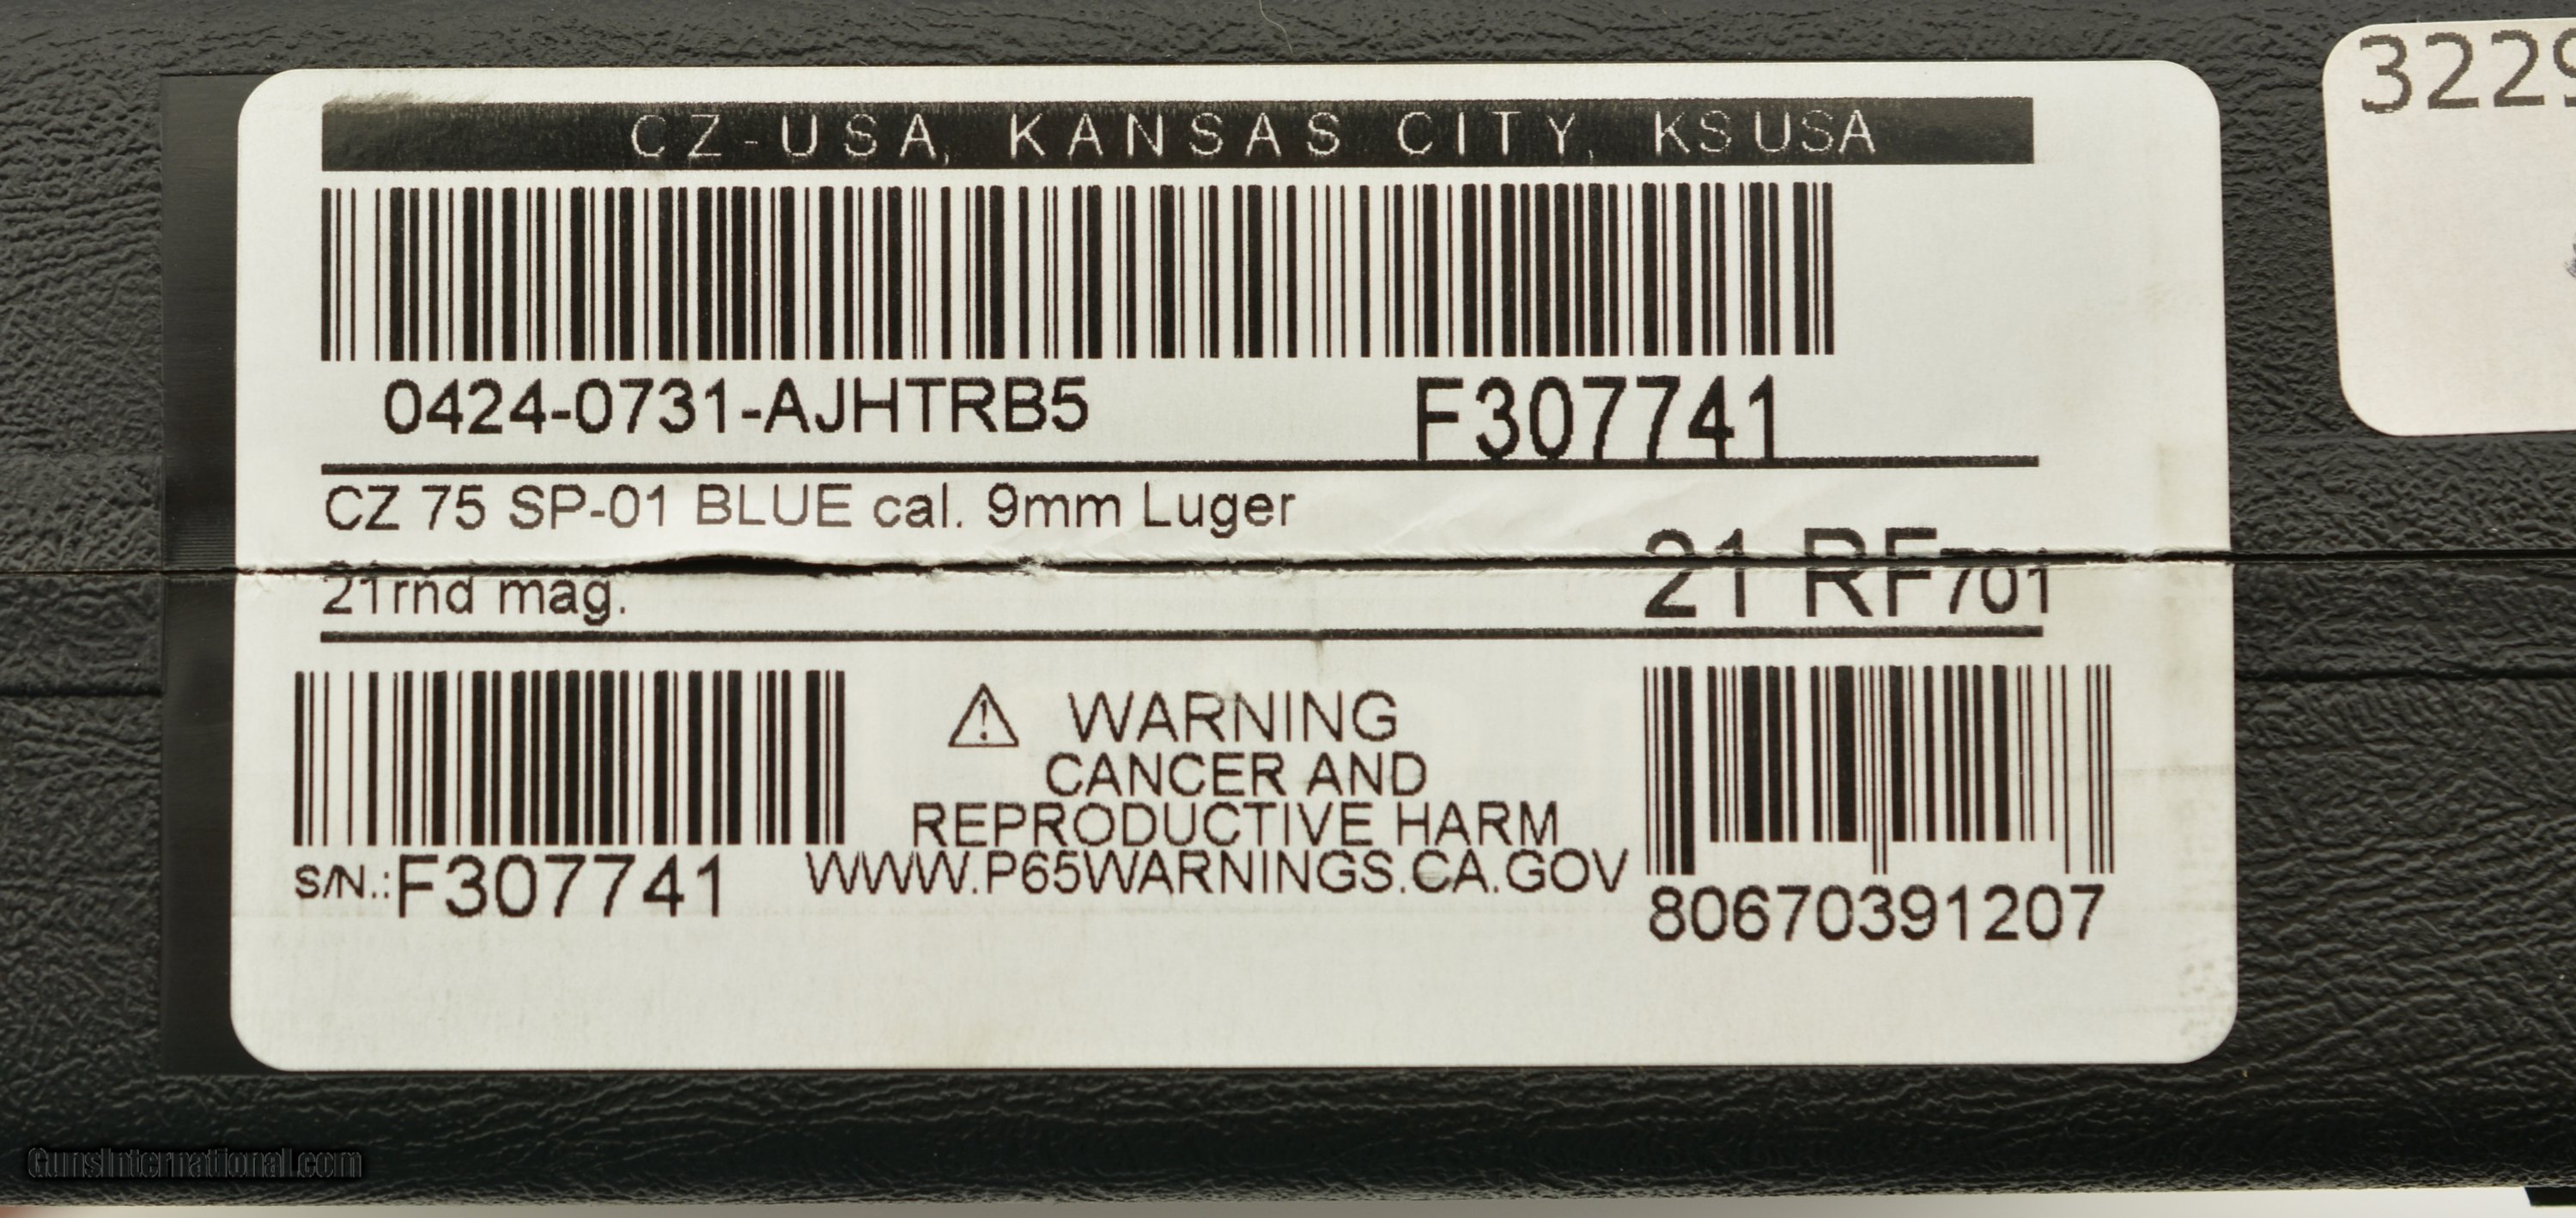 CZ-USA, KANSAS CITY, KS USA
3229
0424-0731-AJHTRB5 F307741
CZ 75 SP-01 BLUE cal. 9mm Luger
21rnd mag. 21 RF701
WARNING
CANCER AND
REPRODUCTIVE HARM
WWW.P65WARNINGS.CA.GOV
S/N.:F307741
80670391207
GunsInternational.com